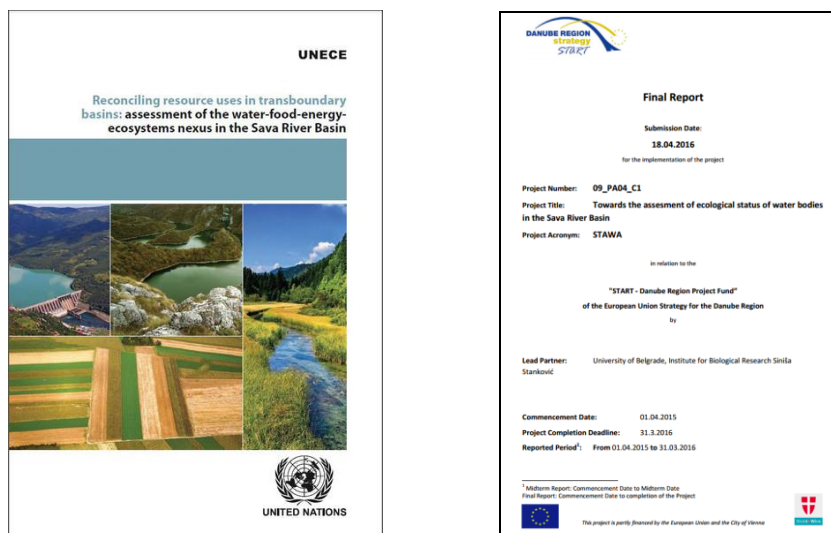 UNECE
Reconciling resource uses in transboundary
basins: assessment of the water-food-energy-
ecosystems nexus in the Sava River Basin
UNITED NATIONS
DANUBE REGION
strategy
START
Final Report
Submission Date:
18.04.2016
for the implementation of the project
Project Number: 09_PA04_C1
Project Title: Towards the assesment of ecological status of water bodies
in the Sava River Basin
Project Acronym: STAWA
in relation to the
"START - Danube Region Project Fund"
of the European Union Strategy for the Danube Region
by
Lead Partner: University of Belgrade, Institute for Biological Research Siniša
Stanković
Commencement Date: 01.04.2015
Project Completion Deadline: 31.3.2016
Reported Period1: From 01.04.2015 to 31.03.2016
1 Midterm Report: Commencement Date to Midterm Date
Final Report: Commencement Date to completion of the Project
This project is partly financed by the European Union and the City of Vienna